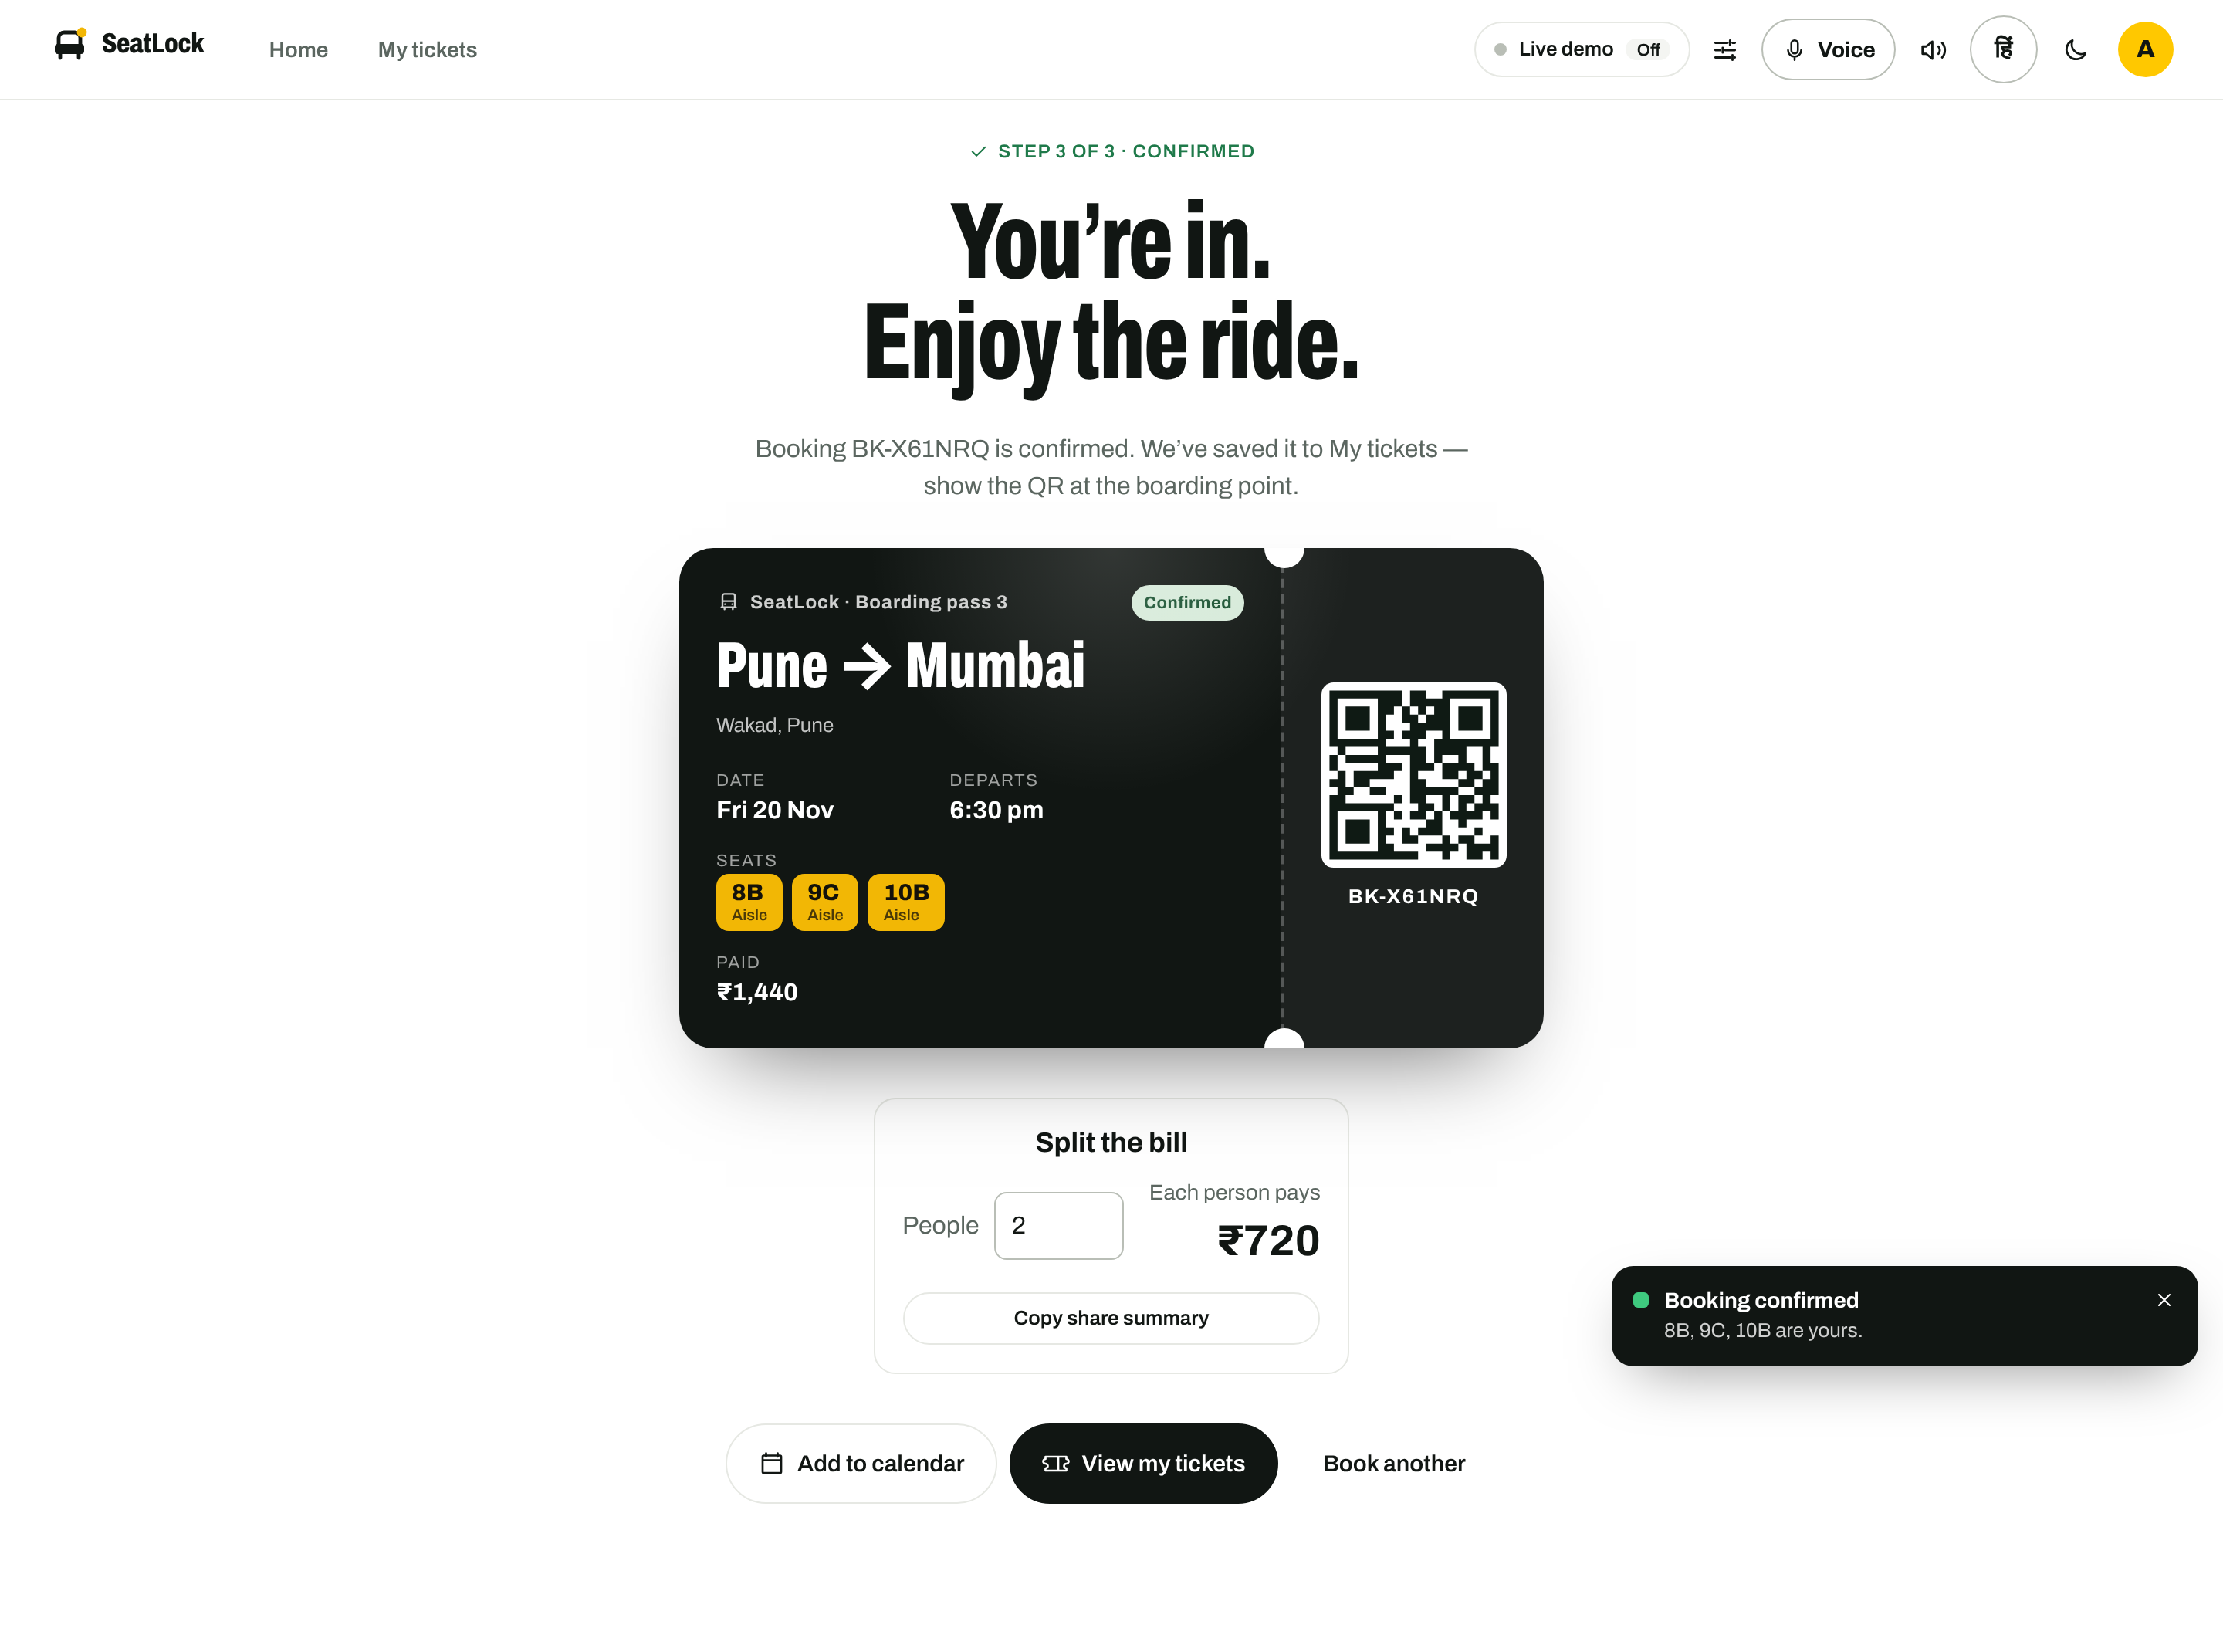 SeatLock
Home
My tickets
Live demo Off
Voice
हिं
A
STEP 3 OF 3 · CONFIRMED
You’re in.
Enjoy the ride.
Booking BK-X61NRQ is confirmed. We’ve saved it to My tickets —
show the QR at the boarding point.
SeatLock · Boarding pass 3
Confirmed
Pune → Mumbai
Wakad, Pune
DATE
Fri 20 Nov
DEPARTS
6:30 pm
SEATS
8B
Aisle
9C
Aisle
10B
Aisle
PAID
₹1,440
BK-X61NRQ
Split the bill
People
2
Each person pays
₹720
Copy share summary
Booking confirmed
8B, 9C, 10B are yours.
Add to calendar
View my tickets
Book another